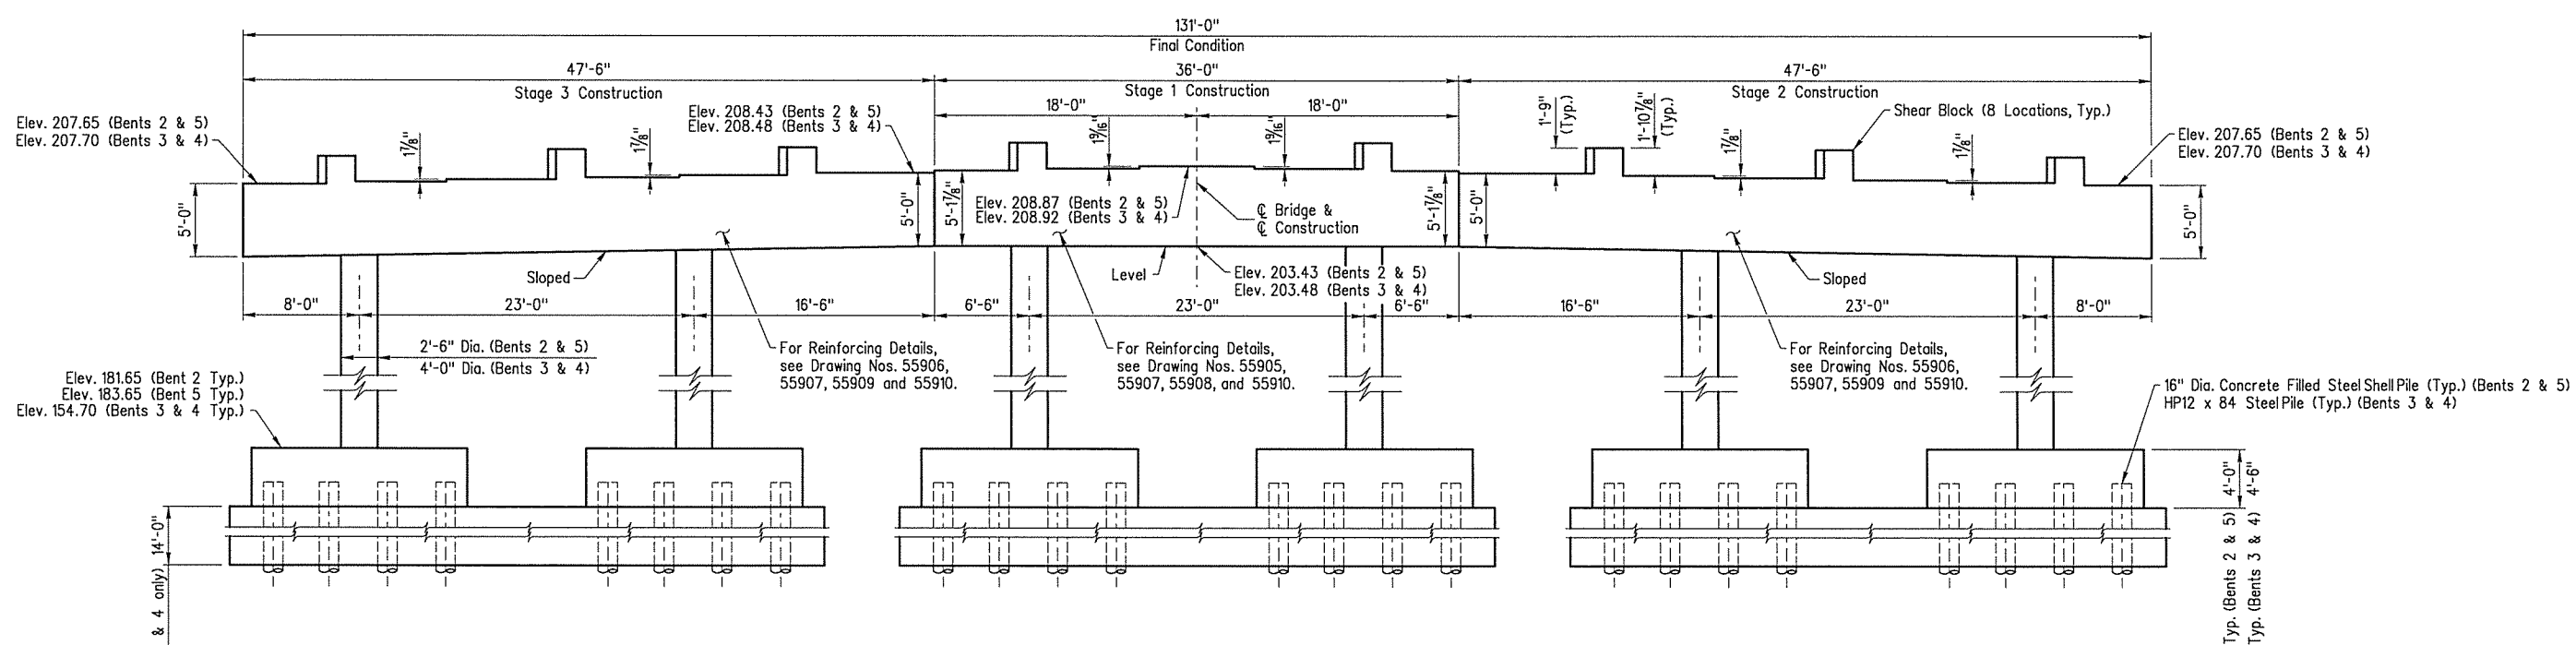 131'-0"
Final Condition
47'-6"
36'-0"
47'-6"
Stage 3 Construction
Stage 1 Construction
Stage 2 Construction
18'-0"
18'-0"
Elev. 207.65 (Bents 2 & 5)
Elev. 207.70 (Bents 3 & 4)
1⅞"
1⅞"
Elev. 208.43 (Bents 2 & 5)
Elev. 208.48 (Bents 3 & 4)
1 9/16"
1 9/16"
1'-9"
(Typ.)
1'-10⅞"
(Typ.)
1⅞"
Shear Block (8 Locations, Typ.)
1⅞"
Elev. 207.65 (Bents 2 & 5)
Elev. 207.70 (Bents 3 & 4)
5'-0"
5'-0"
5'-1⅞"
Elev. 208.87 (Bents 2 & 5)
Elev. 208.92 (Bents 3 & 4)
℄ Bridge &
℄ Construction
5'-1⅞"
5'-0"
5'-0"
Sloped
Level
Elev. 203.43 (Bents 2 & 5)
Elev. 203.48 (Bents 3 & 4)
Sloped
8'-0"
23'-0"
16'-6"
6'-6"
23'-0"
6'-6"
16'-6"
23'-0"
8'-0"
2'-6" Dia. (Bents 2 & 5)
4'-0" Dia. (Bents 3 & 4)
For Reinforcing Details,
see Drawing Nos. 55906,
55907, 55909 and 55910.
For Reinforcing Details,
see Drawing Nos. 55905,
55907, 55908, and 55910.
For Reinforcing Details,
see Drawing Nos. 55906,
55907, 55909 and 55910.
Elev. 181.65 (Bent 2 Typ.)
Elev. 183.65 (Bent 5 Typ.)
Elev. 154.70 (Bents 3 & 4 Typ.)
16" Dia. Concrete Filled Steel Shell Pile (Typ.) (Bents 2 & 5)
HP12 x 84 Steel Pile (Typ.) (Bents 3 & 4)
14'-0"
& 4 only)
4'-0"
Typ. (Bents 2 & 5)
4'-6"
Typ. (Bents 3 & 4)